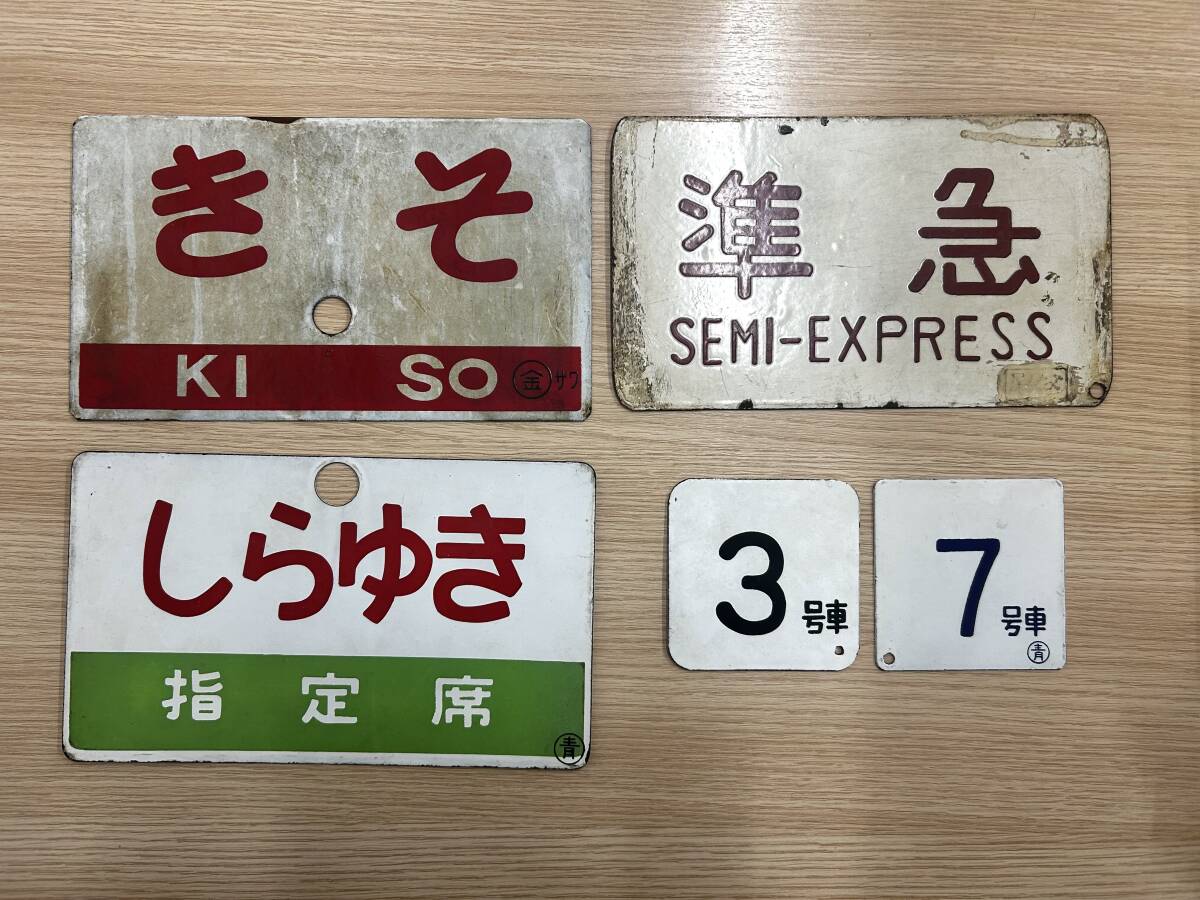 きそ
KI SO ㊎ サワ
準急
SEMI-EXPRESS
しらゆき
指定席
青
3号車
7号車
青